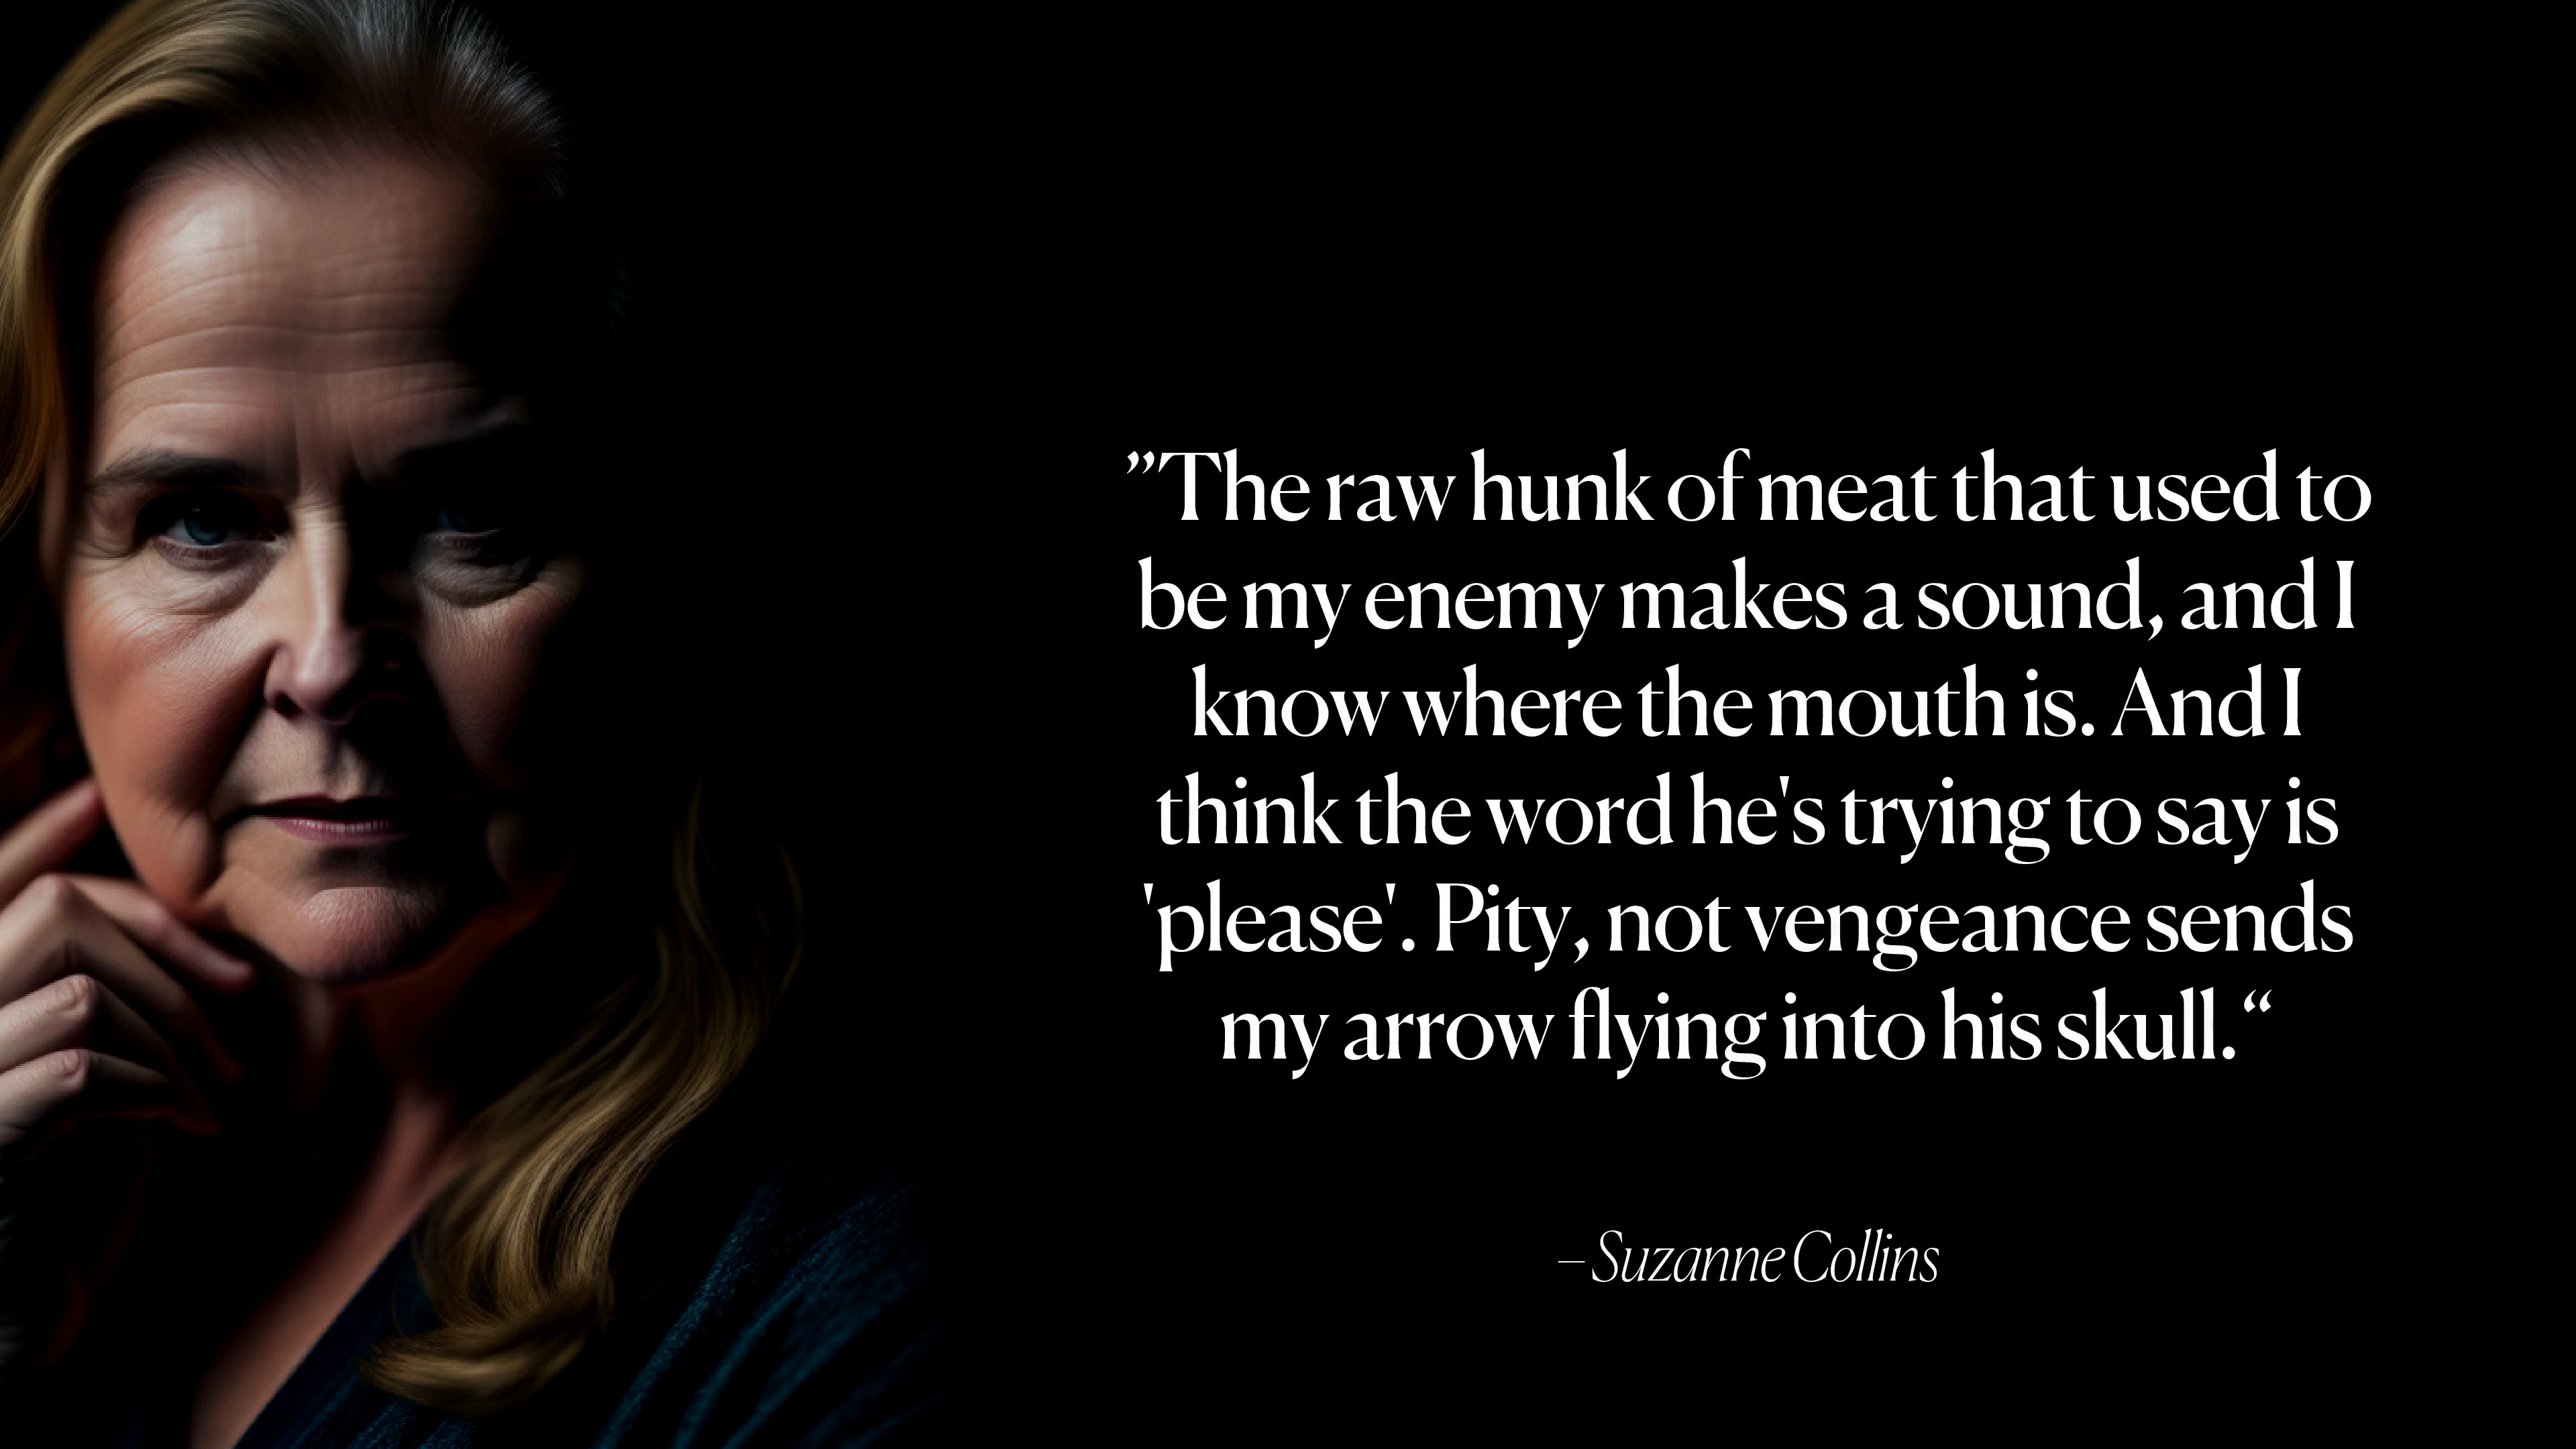 ”The raw hunk of meat that used to
be my enemy makes a sound, and I
know where the mouth is. And I
think the word he's trying to say is
'please'. Pity, not vengeance sends
my arrow flying into his skull.“
– Suzanne Collins